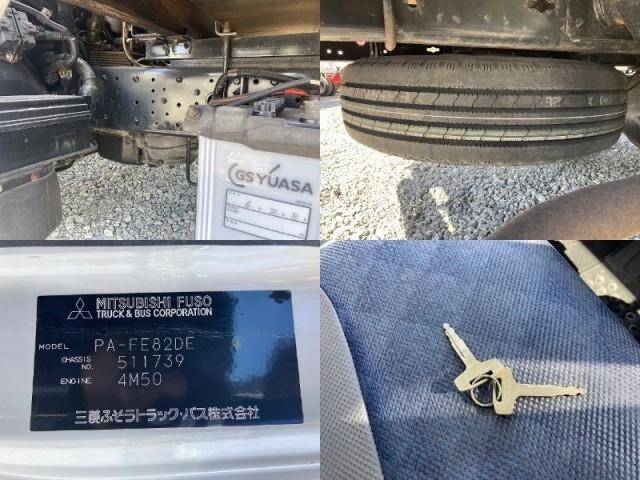 GS YUASA
MITSUBISHI FUSO
TRUCK & BUS CORPORATION
MODEL PA-FE82DE
CHASSIS NO. 511739
ENGINE 4M50
三菱ふそうトラック・バス株式会社